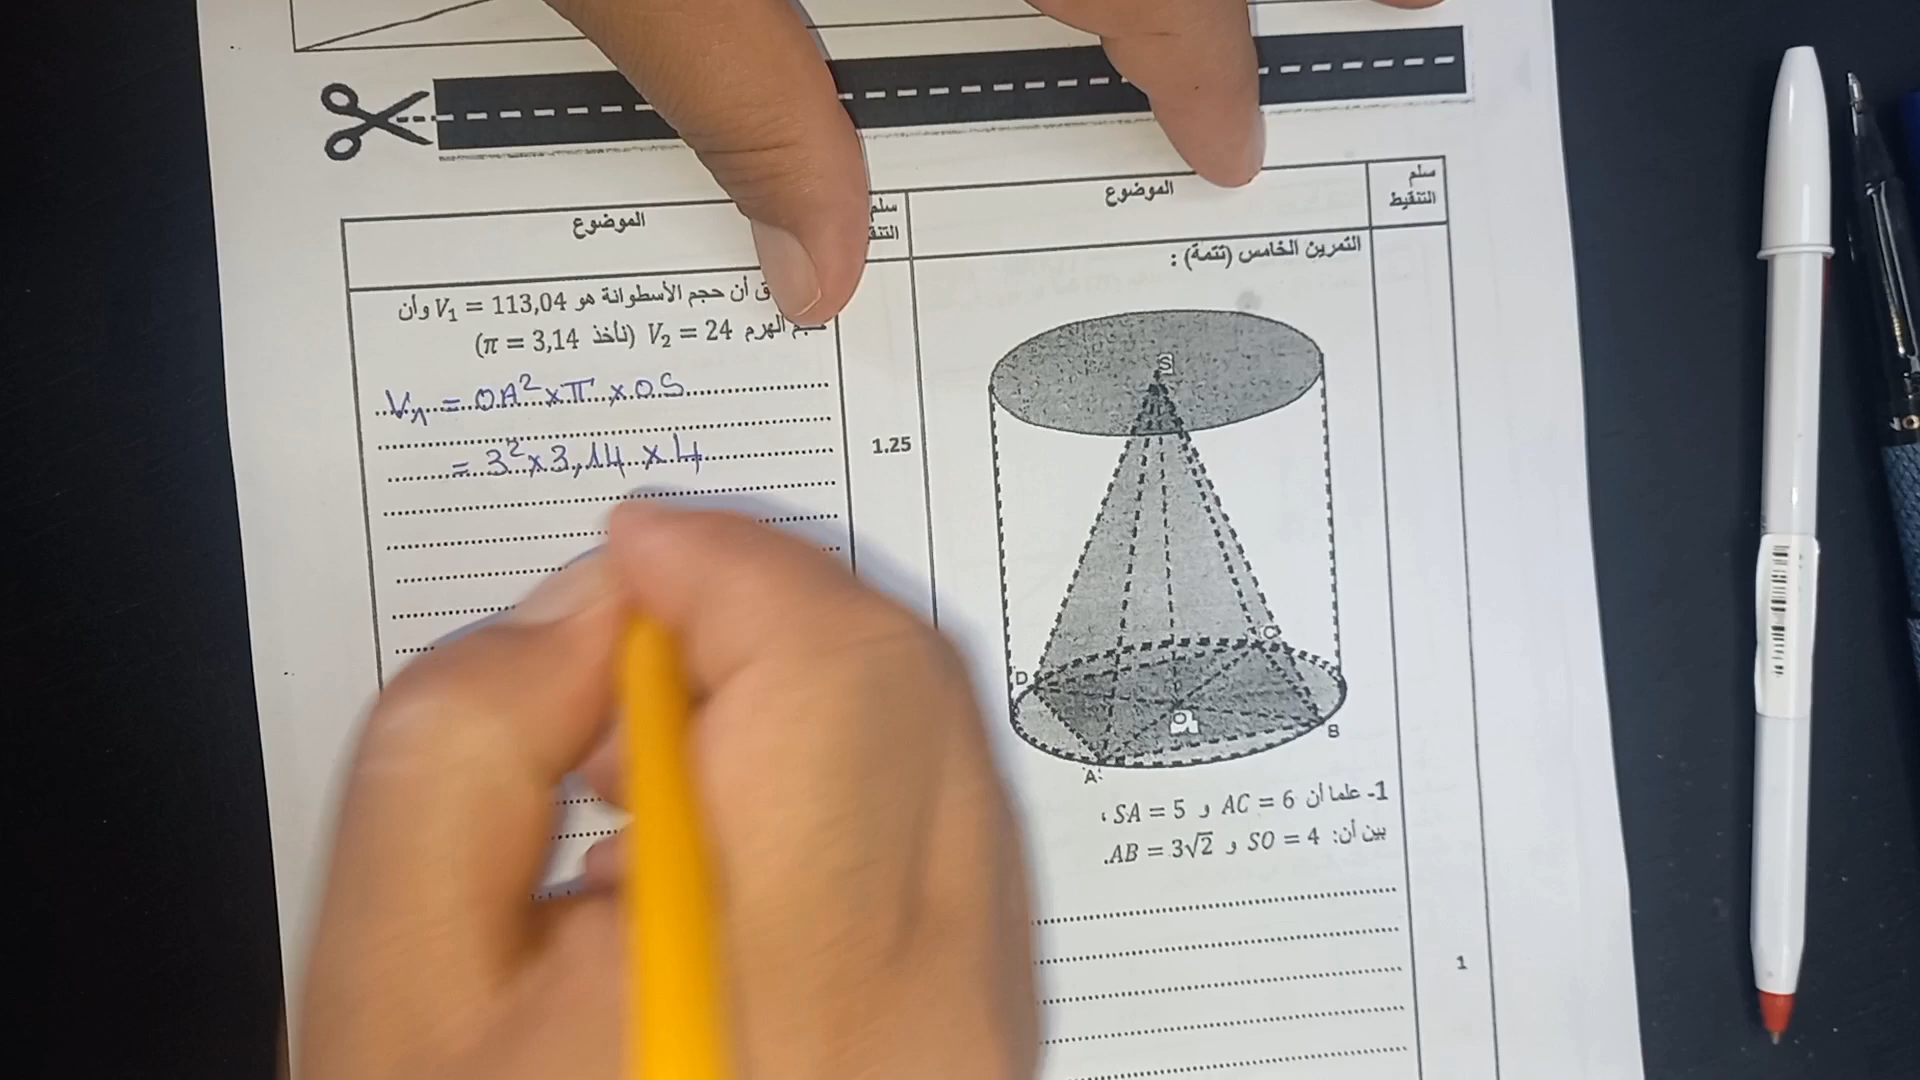 سلم
التنقيط
الموضوع
سلم
الموضوع
التمرين الخامس (تتمة) :
S
D
C
O
B
A
1- علما أن AC = 6 و SA = 5 ،
بين أن: SO = 4 و AB = 3√2.
1
أن حجم الأسطوانة هو V₁ = 113,04 وأن
الهرم V₂ = 24 (نأخذ π = 3,14)
1.25
V₁ = OA² × π × OS
= 3² × 3,14 × 4